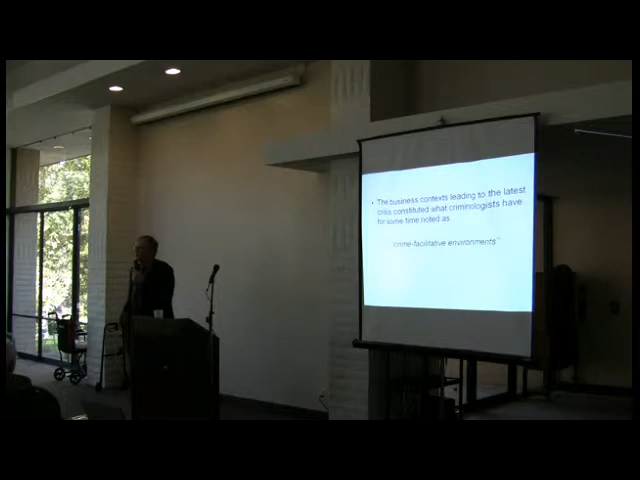 • The business contexts leading to the latest
crisis constituted what criminologists have
for some time noted as
"crime-facilitative environments"